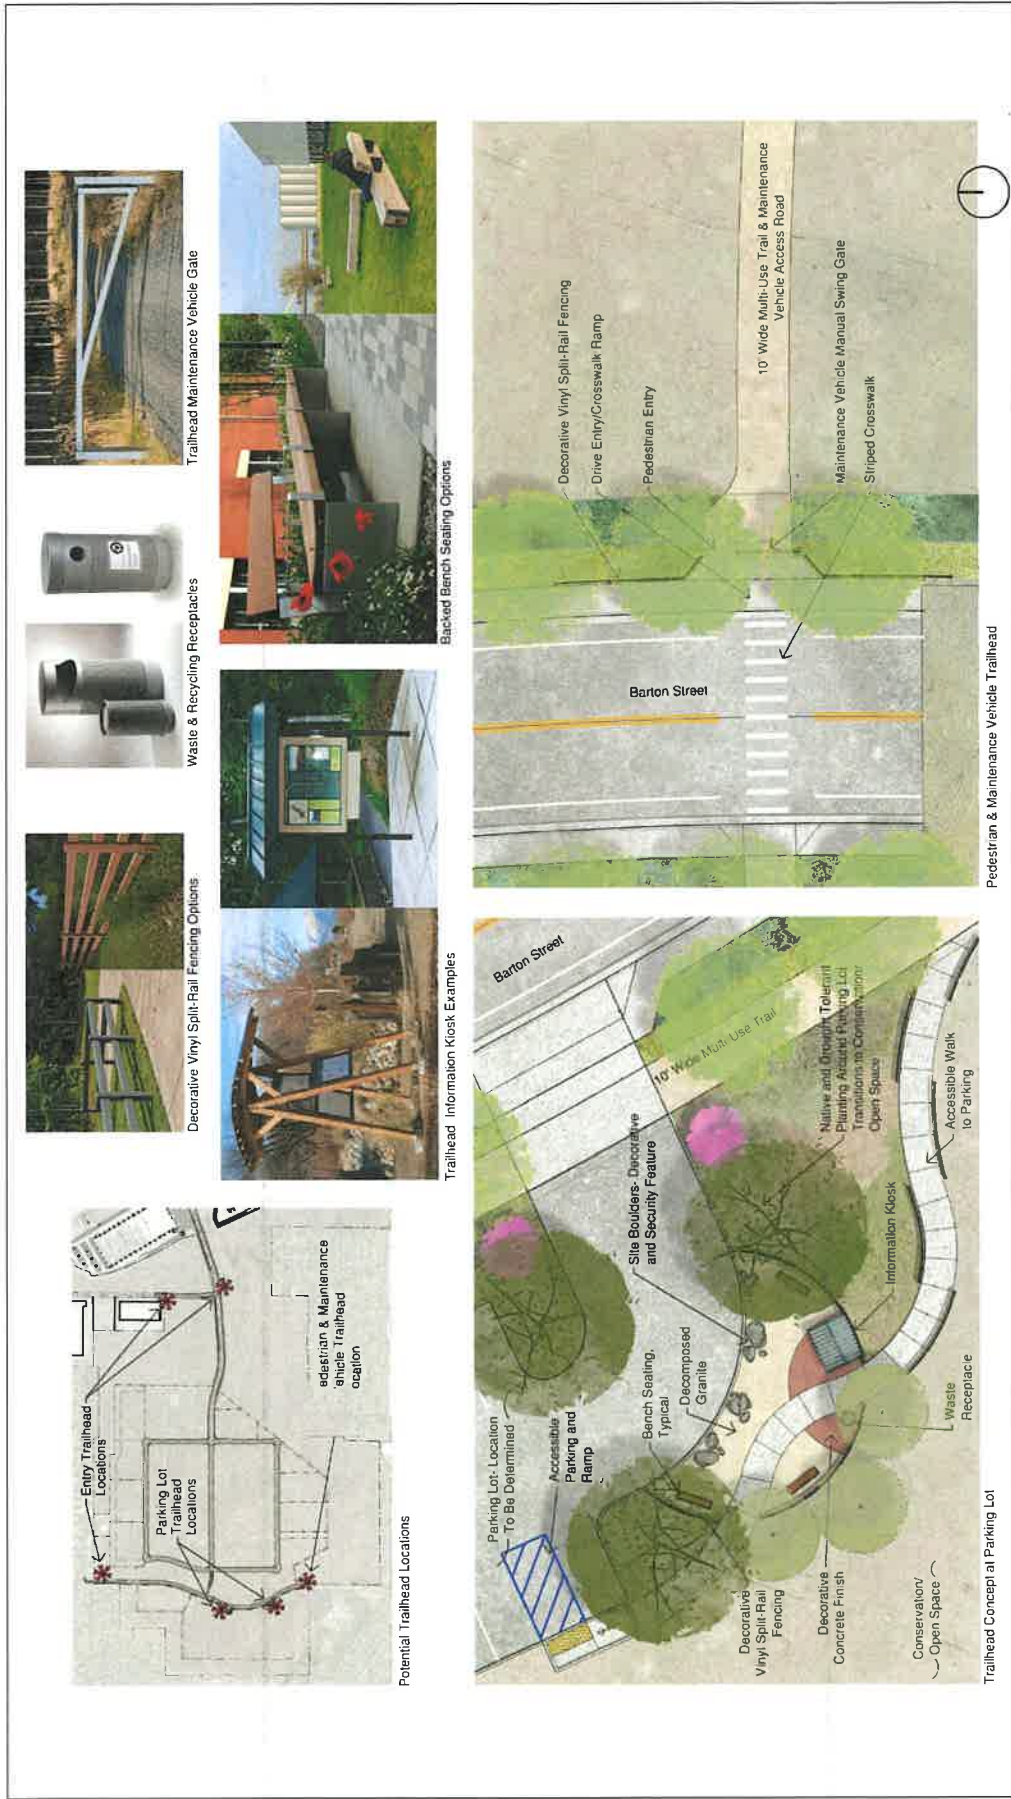 Entry Trailhead
Locations
Parking Lot
Trailhead
Locations
edestrian & Maintenance
ehicle Trailhead
ocation
Potential Trailhead Locations
Decorative Vinyl Split-Rail Fencing Options
Waste & Recycling Receptacles
Trailhead Maintenance Vehicle Gate
Trailhead Information Kiosk Examples
Backed Bench Seating Options
Parking Lot- Location
To Be Determined
Accessible
Parking and
Ramp
Bench Seating,
Typical
Decomposed
Granite
Site Boulders- Decorative
and Security Feature
Barton Street
10' Wide Multi-Use Trail
Native and Drought Tolerant
Planting Around Parking Lot
Transitions to Conservation/
Open Space
Accessible Walk
to Parking
Information Kiosk
Waste
Receptacle
Decorative
Vinyl Split-Rail
Fencing
Decorative
Concrete Finish
Conservation/
Open Space
Trailhead Concept at Parking Lot
Barton Street
Decorative Vinyl Split-Rail Fencing
Drive Entry/Crosswalk Ramp
Pedestrian Entry
10' Wide Multi-Use Trail & Maintenance
Vehicle Access Road
Maintenance Vehicle Manual Swing Gate
Striped Crosswalk
Pedestrian & Maintenance Vehicle Trailhead